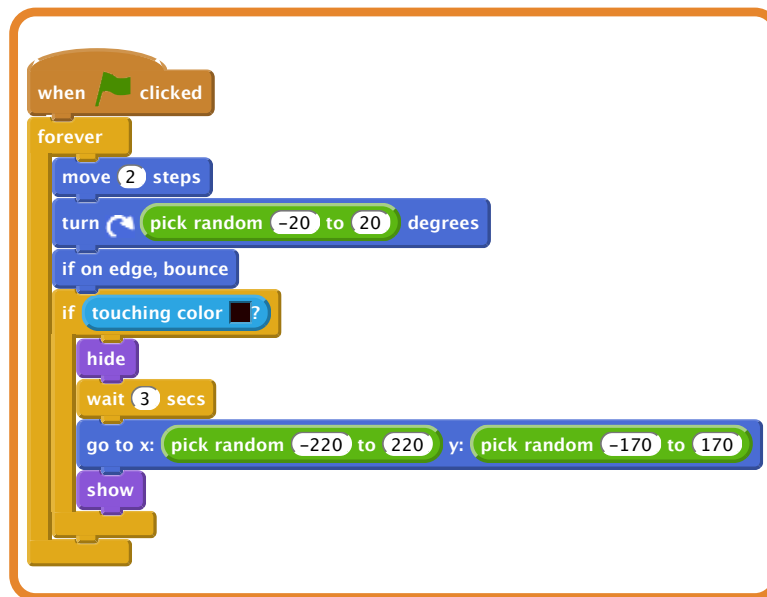 when clicked
forever
move 2 steps
turn pick random -20 to 20 degrees
if on edge, bounce
if touching color ?
hide
wait 3 secs
go to x: pick random -220 to 220 y: pick random -170 to 170
show